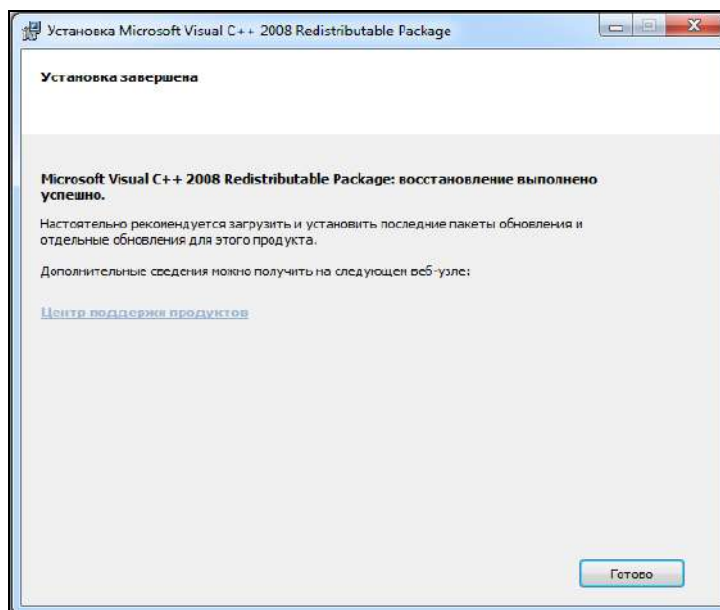 Установка Microsoft Visual C++ 2008 Redistributable Package
Установка завершена
Microsoft Visual C++ 2008 Redistributable Package: восстановление выполнено
успешно.
Настоятельно рекомендуется загрузить и установить последние пакеты обновления и
отдельные обновления для этого продукта.
Дополнительные сведения можно получить на следующем веб-узле:
Центр поддержи продуктов
Готово